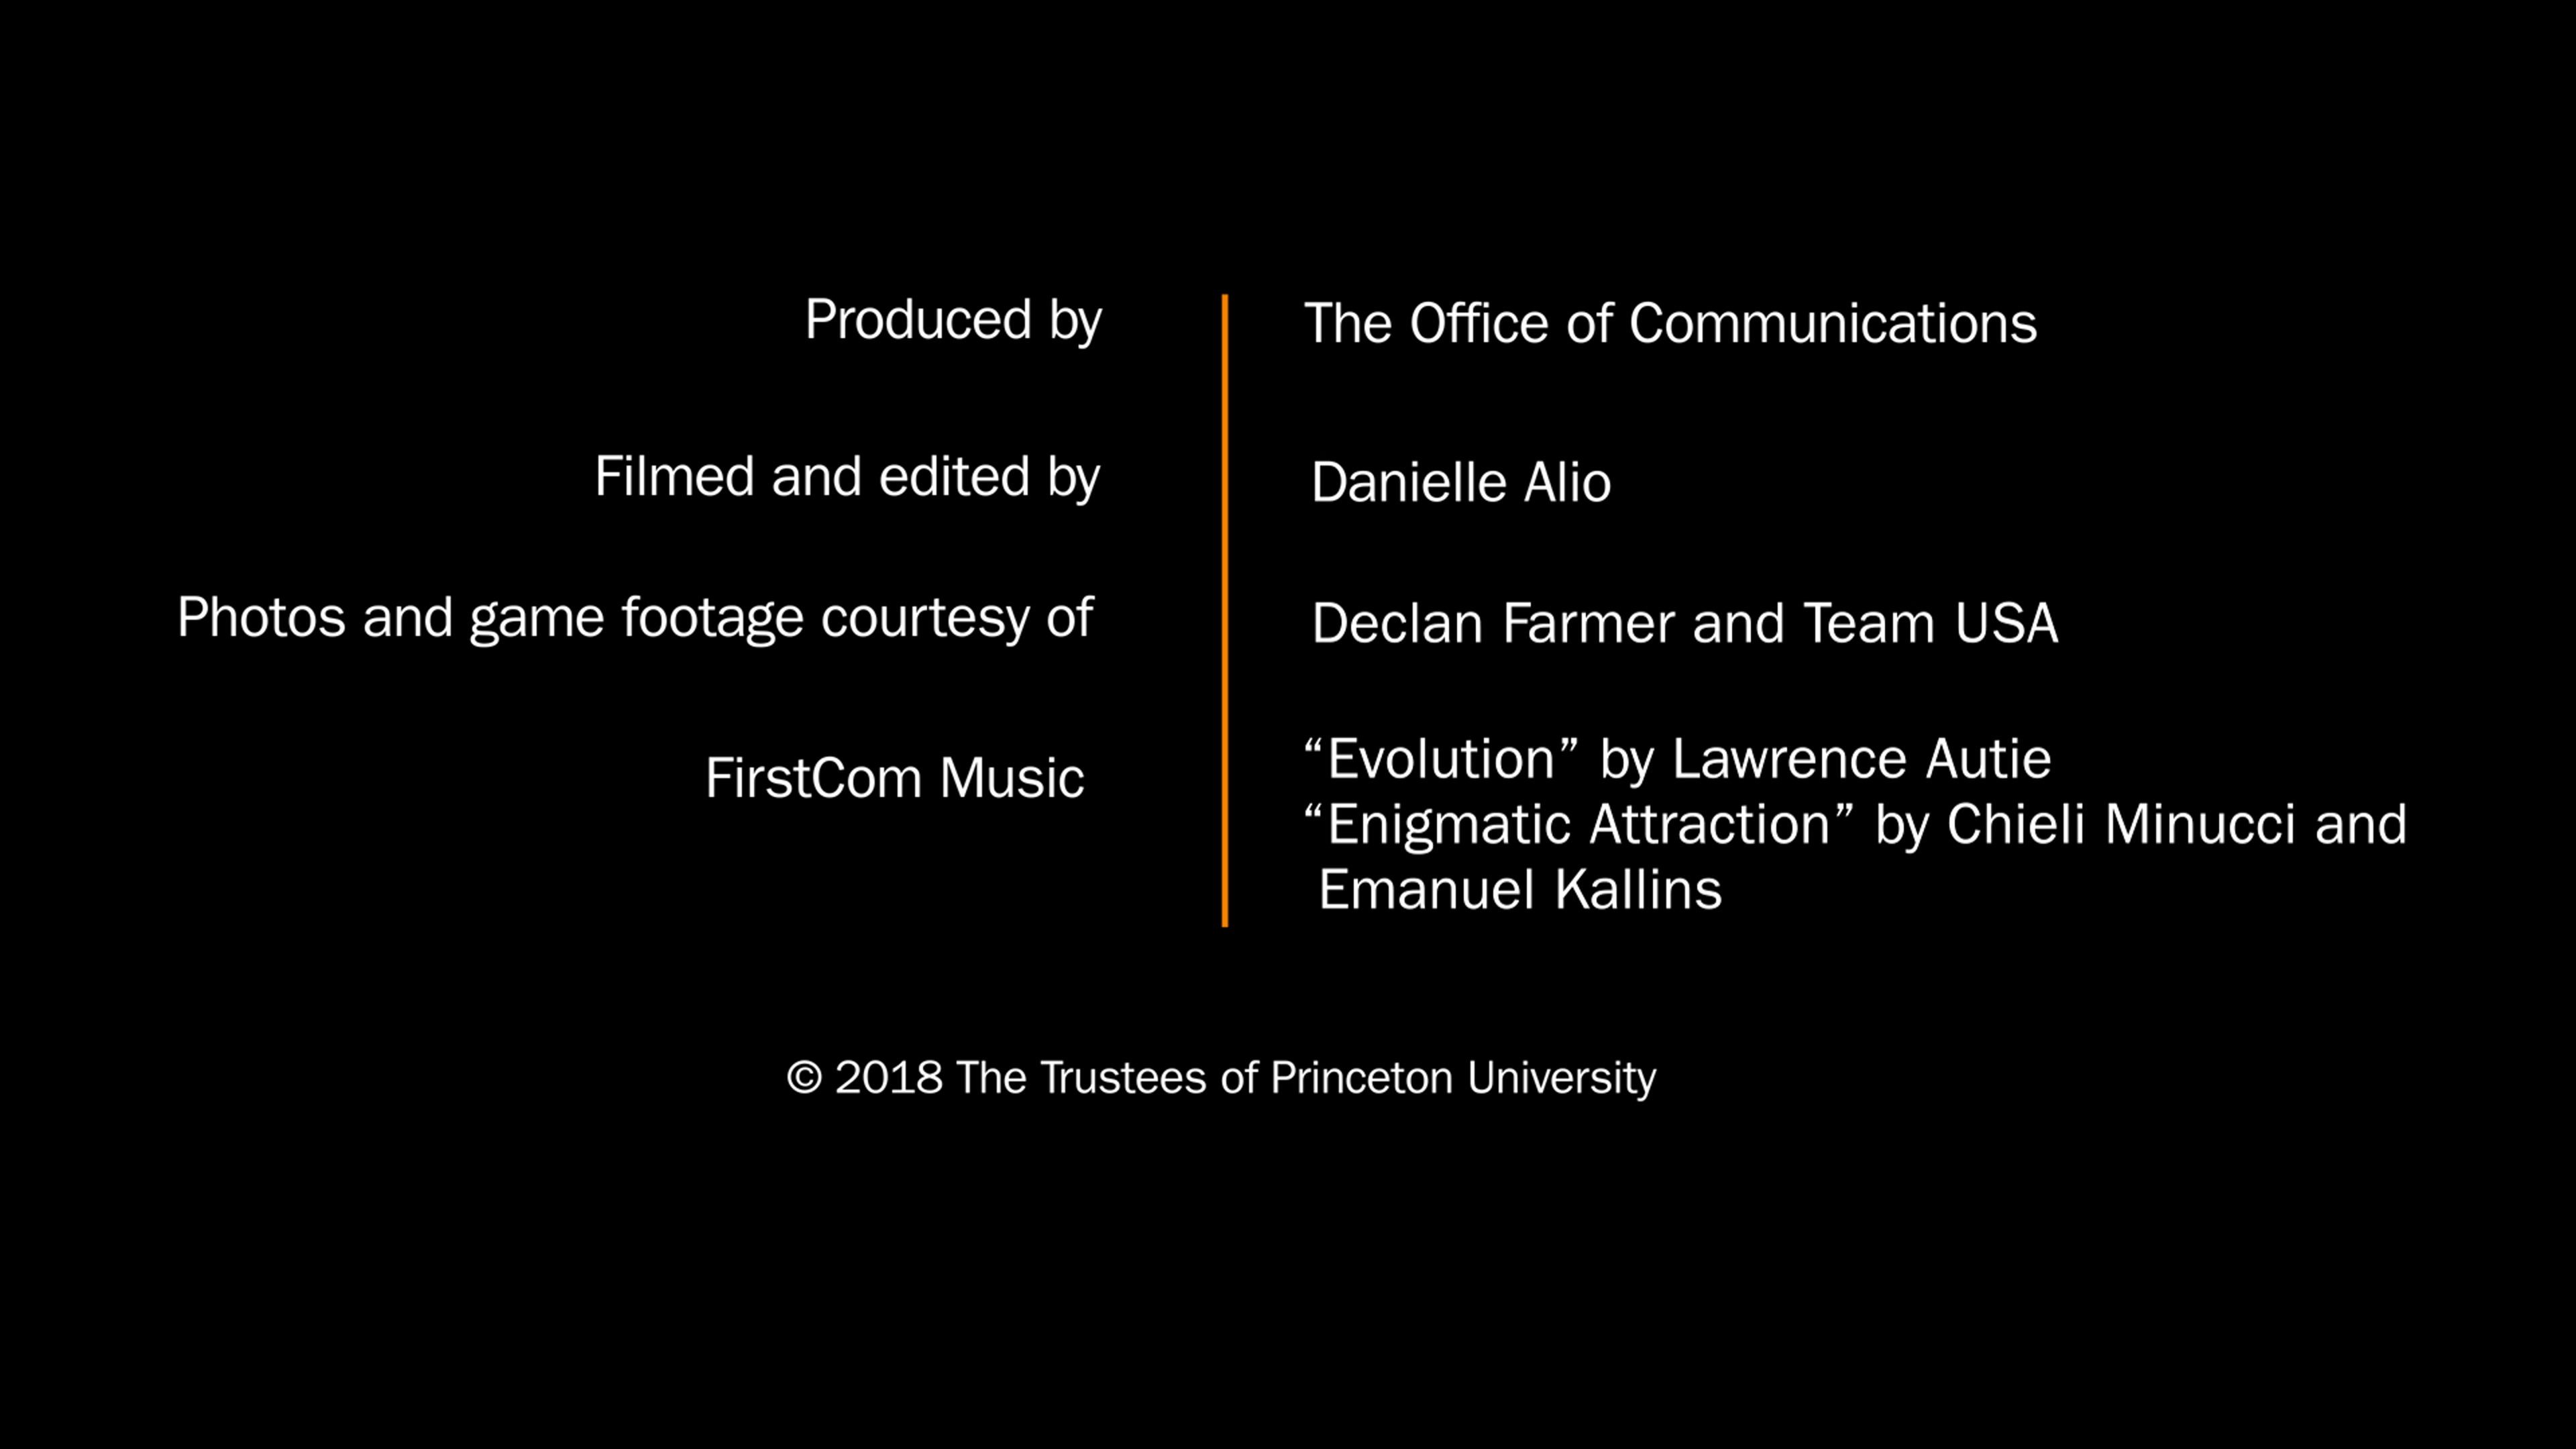 Produced by
The Office of Communications
Filmed and edited by
Danielle Alio
Photos and game footage courtesy of
Declan Farmer and Team USA
FirstCom Music
“Evolution” by Lawrence Autie
“Enigmatic Attraction” by Chieli Minucci and
Emanuel Kallins
© 2018 The Trustees of Princeton University